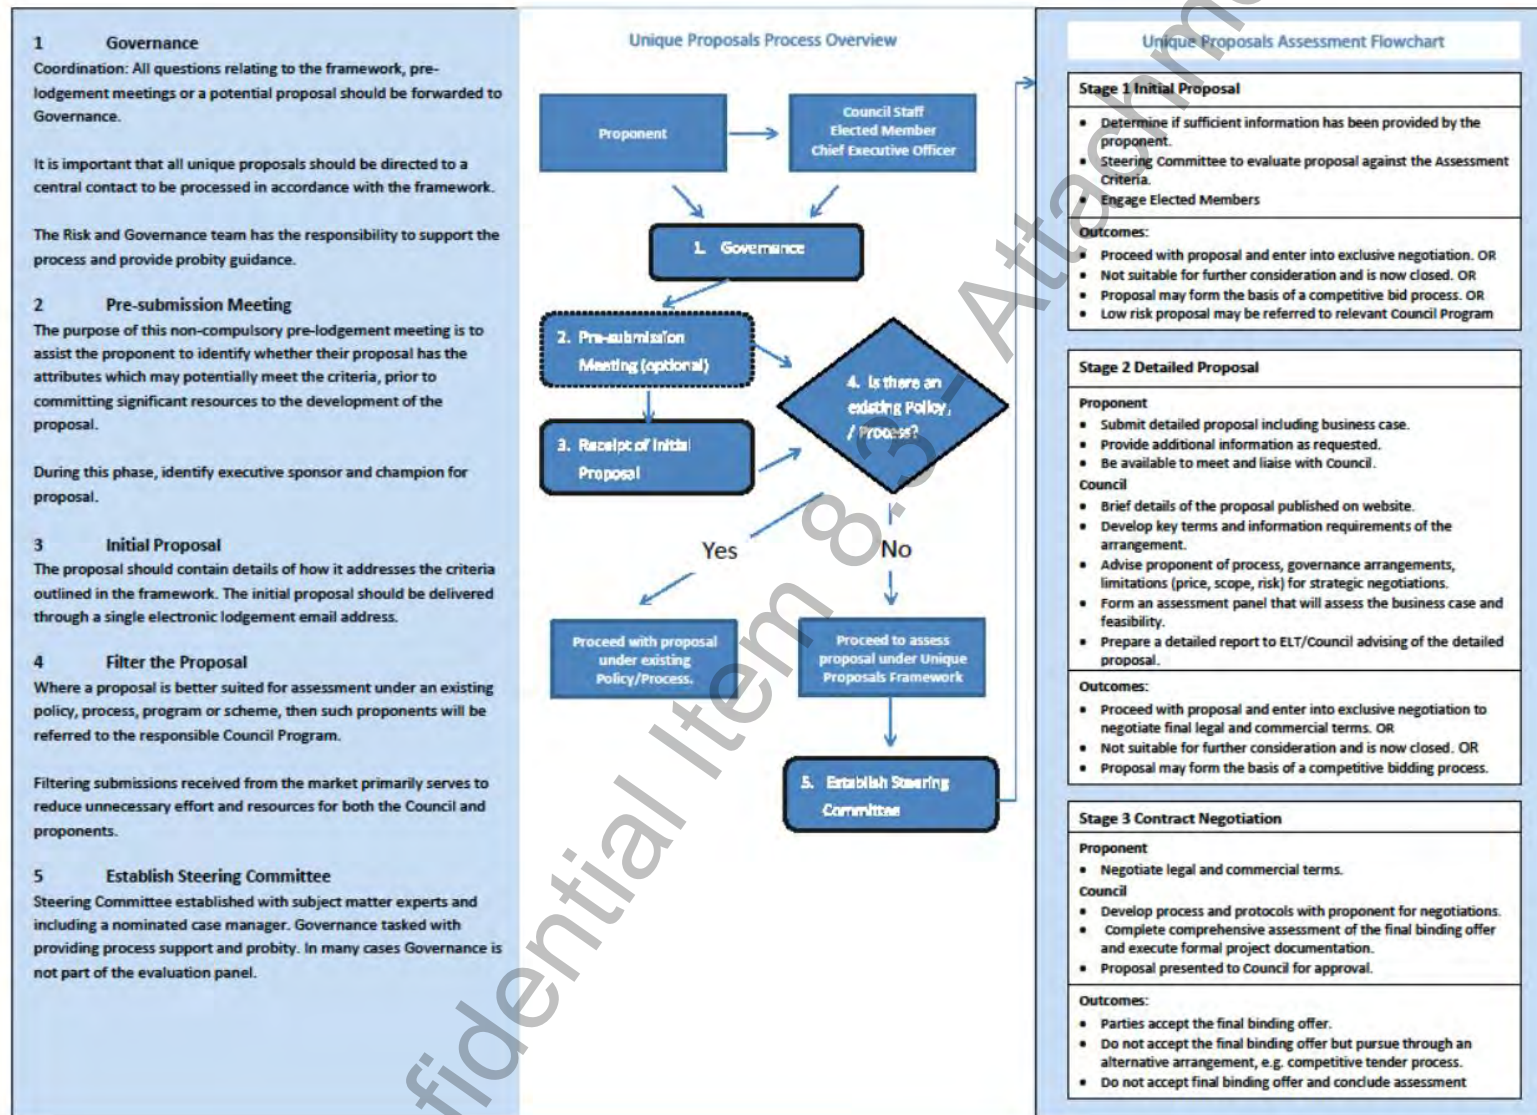 1 Governance
Coordination: All questions relating to the framework, pre-
lodgement meetings or a potential proposal should be forwarded to
Governance.
It is important that all unique proposals should be directed to a
central contact to be processed in accordance with the framework.
The Risk and Governance team has the responsibility to support the
process and provide probity guidance.
2 Pre-submission Meeting
The purpose of this non-compulsory pre-lodgement meeting is to
assist the proponent to identify whether their proposal has the
attributes which may potentially meet the criteria, prior to
committing significant resources to the development of the
proposal.
During this phase, identify executive sponsor and champion for
proposal.
3 Initial Proposal
The proposal should contain details of how it addresses the criteria
outlined in the framework. The initial proposal should be delivered
through a single electronic lodgement email address.
4 Filter the Proposal
Where a proposal is better suited for assessment under an existing
policy, process, program or scheme, then such proponents will be
referred to the responsible Council Program.
Filtering submissions received from the market primarily serves to
reduce unnecessary effort and resources for both the Council and
proponents.
5 Establish Steering Committee
Steering Committee established with subject matter experts and
including a nominated case manager. Governance tasked with
providing process support and probity. In many cases Governance is
not part of the evaluation panel.
Unique Proposals Process Overview
Proponent
Council Staff
Elected Member
Chief Executive Officer
1. Governance
2. Pre-submission
Meeting (optional)
3. Receipt of Initial
Proposal
4. Is there an
existing Policy,
/ Process?
Yes
No
Proceed with proposal
under existing
Policy/Process.
Proceed to assess
proposal under Unique
Proposals Framework
5. Establish Steering
Committee
Unique Proposals Assessment Flowchart
Stage 1 Initial Proposal
• Determine if sufficient information has been provided by the
proponent.
• Steering Committee to evaluate proposal against the Assessment
Criteria.
• Engage Elected Members
Outcomes:
• Proceed with proposal and enter into exclusive negotiation. OR
• Not suitable for further consideration and is now closed. OR
• Proposal may form the basis of a competitive bid process. OR
• Low risk proposal may be referred to relevant Council Program
Stage 2 Detailed Proposal
Proponent
• Submit detailed proposal including business case.
• Provide additional information as requested.
• Be available to meet and liaise with Council.
Council
• Brief details of the proposal published on website.
• Develop key terms and information requirements of the
arrangement.
• Advise proponent of process, governance arrangements,
limitations (price, scope, risk) for strategic negotiations.
• Form an assessment panel that will assess the business case and
feasibility.
• Prepare a detailed report to ELT/Council advising of the detailed
proposal.
Outcomes:
• Proceed with proposal and enter into exclusive negotiation to
negotiate final legal and commercial terms. OR
• Not suitable for further consideration and is now closed. OR
• Proposal may form the basis of a competitive bidding process.
Stage 3 Contract Negotiation
Proponent
• Negotiate legal and commercial terms.
Council
• Develop process and protocols with proponent for negotiations.
• Complete comprehensive assessment of the final binding offer
and execute formal project documentation.
• Proposal presented to Council for approval.
Outcomes:
• Parties accept the final binding offer.
• Do not accept the final binding offer but pursue through an
alternative arrangement, e.g. competitive tender process.
• Do not accept final binding offer and conclude assessment
fidential Item 8.3 - Attachme